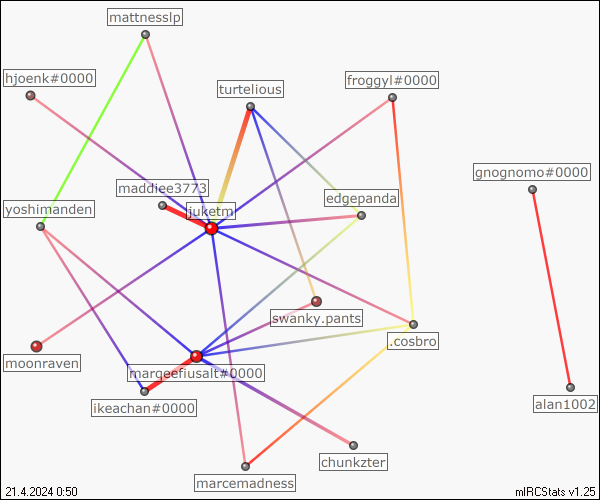 mattnesslp
hjoenk#0000
froggyl#0000
turtelious
gnognomo#0000
maddiee3773
edgepanda
yoshimanden
juketm
swanky.pants
.cosbro
moonraven
marqeefiusalt#0000
ikeachan#0000
alan1002
chunkzter
marcemadness
21.4.2024 0:50
mIRCStats v1.25